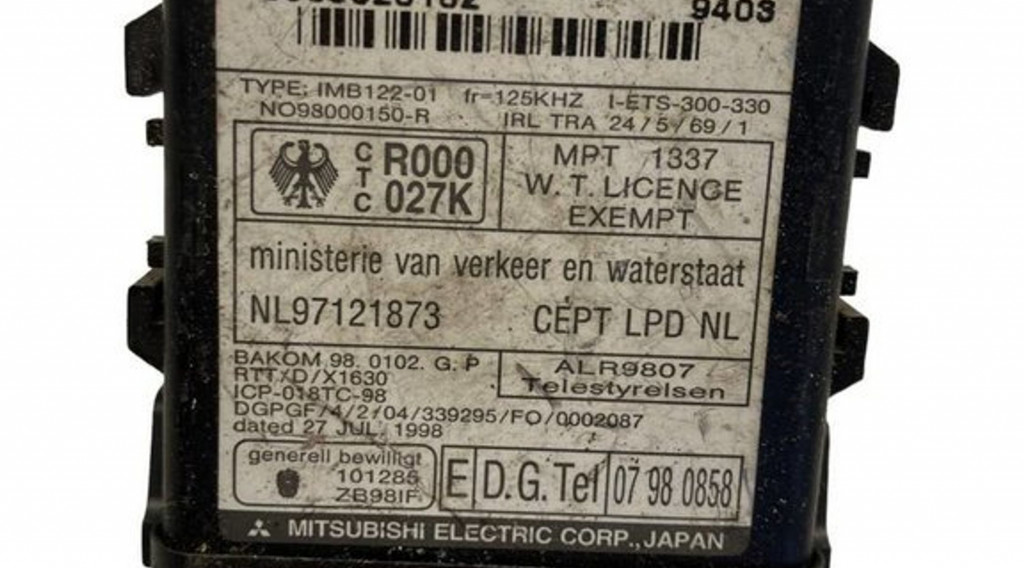 9403
TYPE: IMB122-01 fr=125KHZ I-ETS-300-330
NO98000150-R IRL TRA 24/5/69/1
CTC R000 027K
MPT 1337
W.T. LICENCE
EXEMPT
ministerie van verkeer en waterstaat
NL97121873 CEPT LPD NL
BAKOM 98. 0102. G. P
RTT/D/X1630
ICP-018TC-98
ALR9807
Telestyrelsen
DGPGF/4/2/04/339295/FO/0002087
dated 27 JUL, 1998
generell bewilligt
101285
ZB98IF
E D.G.Tel 07 98 0858
MITSUBISHI ELECTRIC CORP., JAPAN